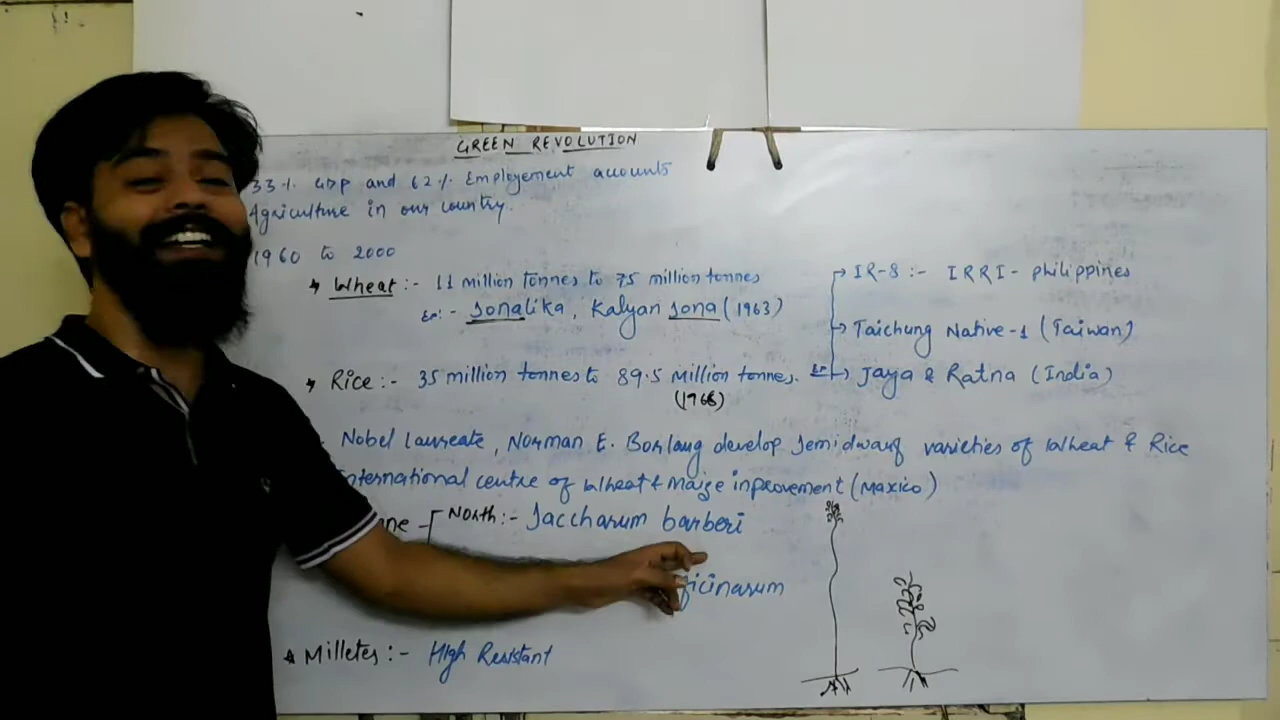 GREEN REVOLUTION
33% GDP and 62% Employement accounts
Agriculture in our country.
1960 to 2000
Wheat :- 11 million tonnes to 75 million tonnes
Ex:- Sonalika, Kalyan Sona (1963)
Rice :- 35 million tonnes to 89.5 Million tonnes.
(1966)
Ex
IR-8 :- IRRI - philippines
Taichung Native-1 (Taiwan)
Jaya & Ratna (India)
Nobel laureate, Norman E. Borlaug develop Semidwarf varieties of Wheat & Rice
International centre of Wheat & Maize inprovement (Maxico)
North :- Saccharum barberi
Milletes :- High Resistant